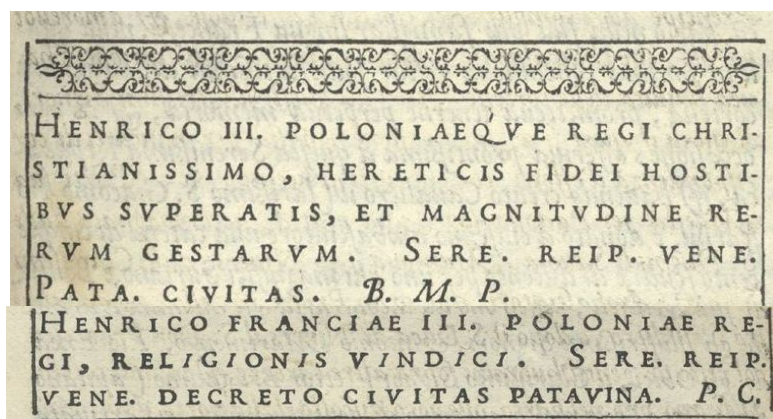 HENRICO III. POLONIAEQ́VE REGI CHRI-
STIANISSIMO, HERETICIS FIDEI HOSTI-
BVS SVPERATIS, ET MAGNITVDINE RE-
RVM GESTARVM. SERE. REIP. VENE.
PATA. CIVITAS. B. M. P.
HENRICO FRANCIAE III. POLONIAE RE-
GI, RELIGIONIS VINDICI. SERE. REIP.
VENE. DECRETO CIVITAS PATAVINA. P. C.